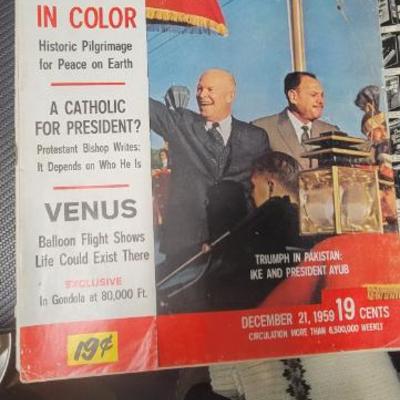 IN COLOR
Historic Pilgrimage
for Peace on Earth
A CATHOLIC
FOR PRESIDENT?
Protestant Bishop Writes:
It Depends on Who He Is
VENUS
Balloon Flight Shows
Life Could Exist There
EXCLUSIVE
In Gondola at 80,000 Ft.
19¢
TRIUMPH IN PAKISTAN:
IKE AND PRESIDENT AYUB
DECEMBER 21, 1959 19 CENTS
CIRCULATION MORE THAN 6,500,000 WEEKLY